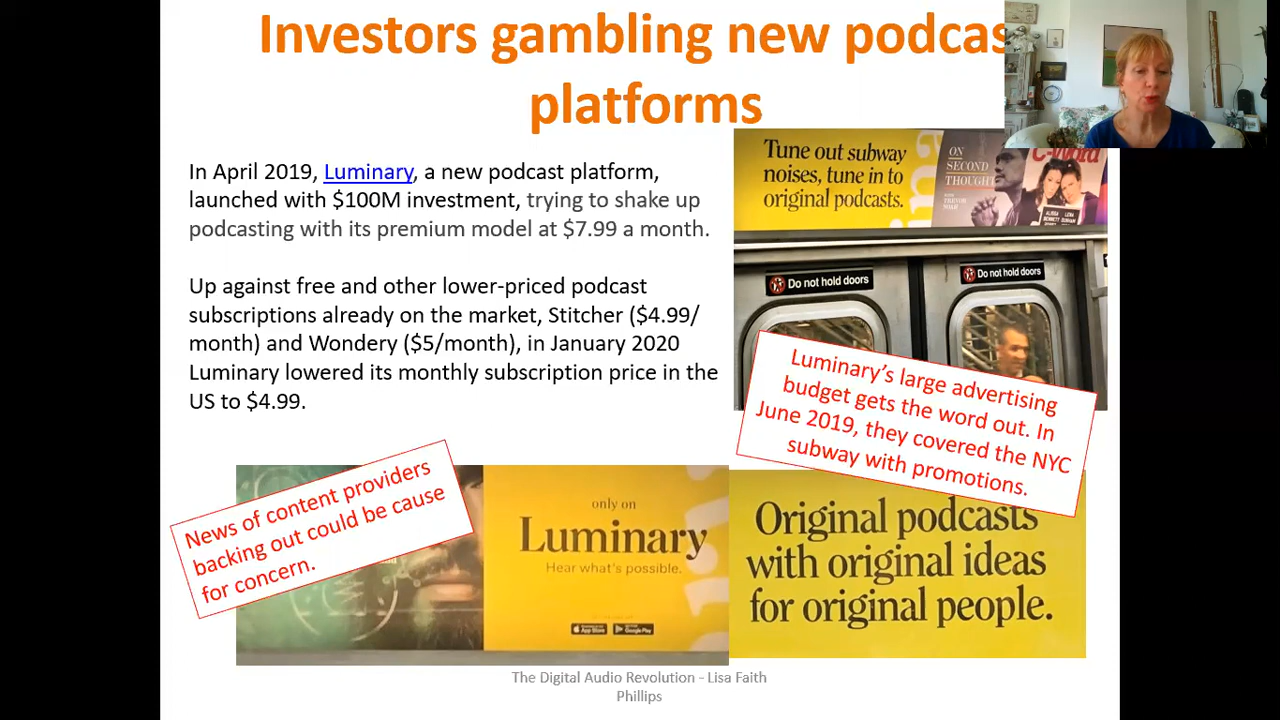 Investors gambling new podcas
platforms
In April 2019, Luminary, a new podcast platform,
launched with $100M investment, trying to shake up
podcasting with its premium model at $7.99 a month.
Up against free and other lower-priced podcast
subscriptions already on the market, Stitcher ($4.99/
month) and Wondery ($5/month), in January 2020
Luminary lowered its monthly subscription price in the
US to $4.99.
Tune out subway
noises, tune in to
original podcasts.
ON
SECOND
THOUGHT
C-Word
LENA
DUNHAM
Do not hold doors
Do not hold doors
Luminary's large advertising
budget gets the word out. In
June 2019, they covered the NYC
subway with promotions.
News of content providers
backing out could be cause
for concern.
only on
Luminary
Hear what's possible.
App Store
Google Play
Original podcasts
with original ideas
for original people.
The Digital Audio Revolution - Lisa Faith
Phillips